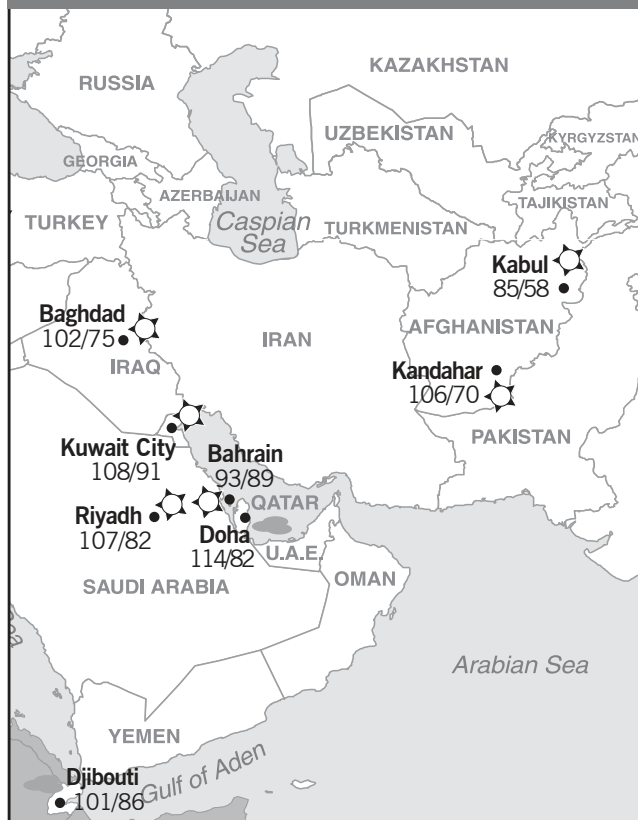 KAZAKHSTAN
RUSSIA
UZBEKISTAN
KYRGYZSTAN
GEORGIA
AZERBAIJAN
TAJIKISTAN
TURKEY
Caspian
Sea
TURKMENISTAN
Kabul
85/58
Baghdad
102/75
IRAN
AFGHANISTAN
IRAQ
Kandahar
106/70
PAKISTAN
Kuwait City
108/91
Bahrain
93/89
Riyadh
107/82
QATAR
Doha
114/82
U.A.E.
SAUDI ARABIA
OMAN
Arabian Sea
YEMEN
Gulf of Aden
Djibouti
101/86